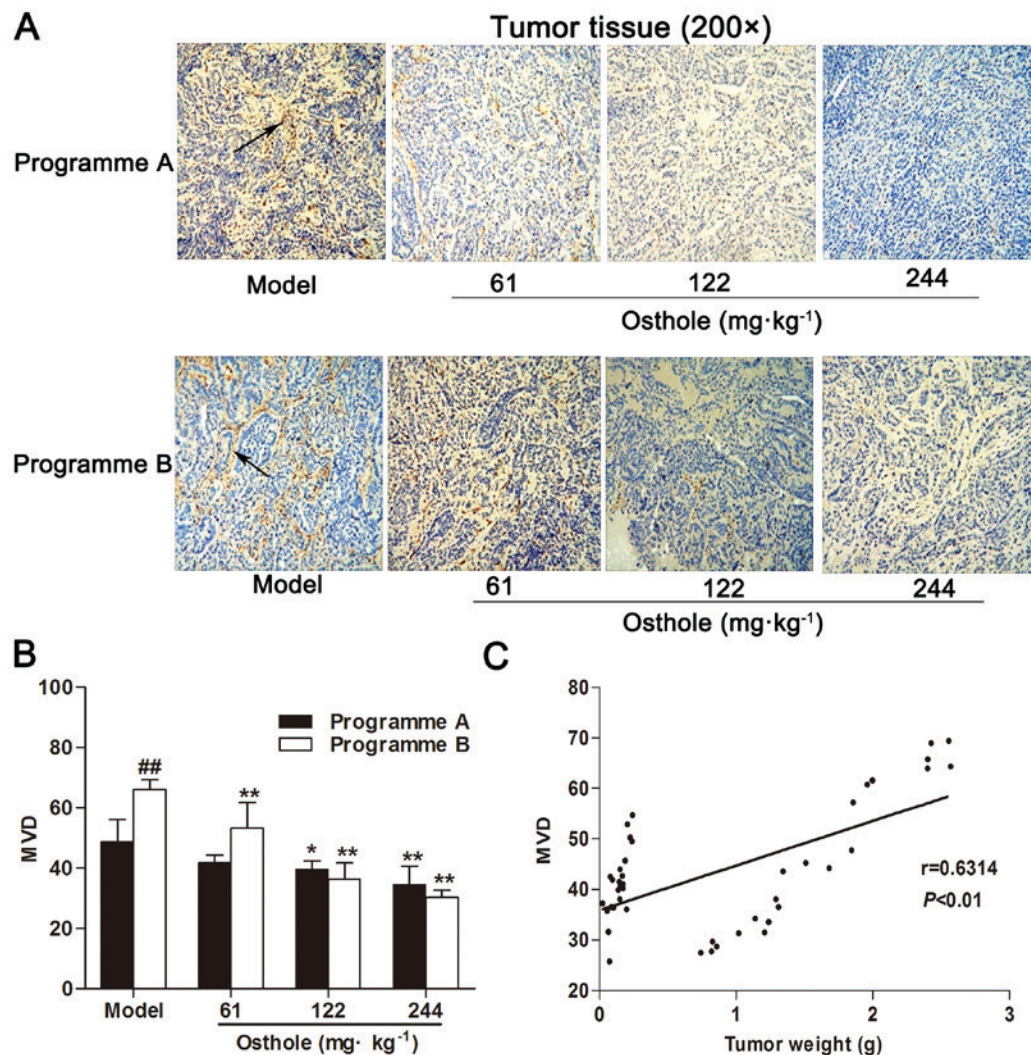 A
Tumor tissue (200×)
Programme A
Model
61
122
244
Osthole (mg·kg-1)
Programme B
Model
61
122
244
Osthole (mg·kg-1)
B
100
80
60
40
20
0
MVD
Programme A
Programme B
##
**
*
**
**
**
Model
61
122
244
Osthole (mg· kg-1)
C
80
70
60
50
40
30
20
MVD
r=0.6314
P<0.01
0
1
2
3
Tumor weight (g)